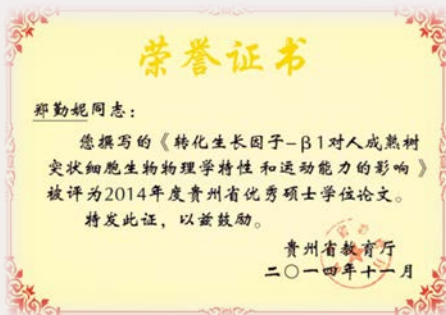 荣誉证书
郑勤妮同志：
您撰写的《转化生长因子-β1对人成熟树
突状细胞生物物理学特性和运动能力的影响》
被评为2014年度贵州省优秀硕士学位论文。
特发此证，以兹鼓励。
贵州省教育厅
二〇一四年十一月